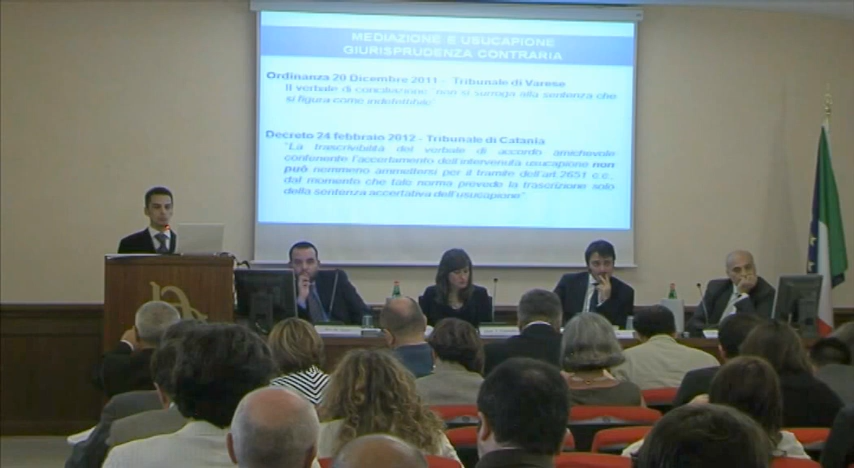 MEDIAZIONE E USUCAPIONE
GIURISPRUDENZA CONTRARIA
Ordinanza 20 Dicembre 2011 - Tribunale di Varese
Il verbale di conciliazione "non si surroga alla sentenza che
si figura come indefettibile"
Decreto 24 febbraio 2012 - Tribunale di Catania
"La trascrivibilità del verbale di accordo amichevole
contenente l'accertamento dell'intervenuta usucapione non
può nemmeno ammettersi per il tramite dell'art.2651 c.c.,
dal momento che tale norma prevede la trascrizione solo
della sentenza accertativa dell'usucapione"